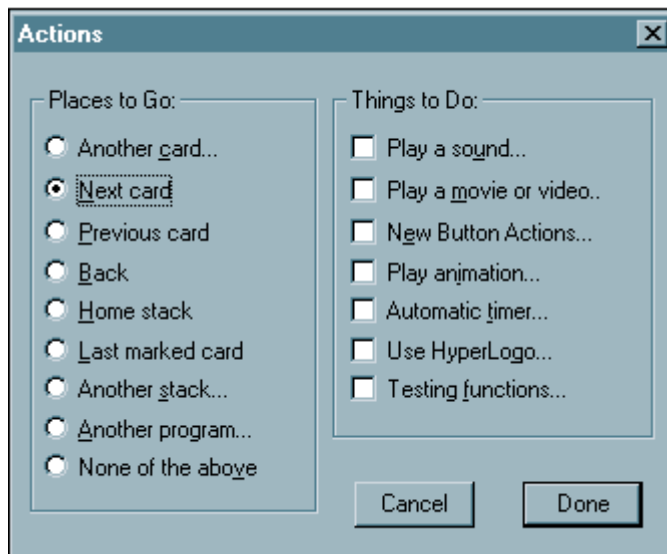 Actions
Places to Go:
Another card...
Next card
Previous card
Back
Home stack
Last marked card
Another stack...
Another program...
None of the above
Things to Do:
Play a sound...
Play a movie or video..
New Button Actions...
Play animation...
Automatic timer...
Use HyperLogo...
Testing functions...
Cancel
Done